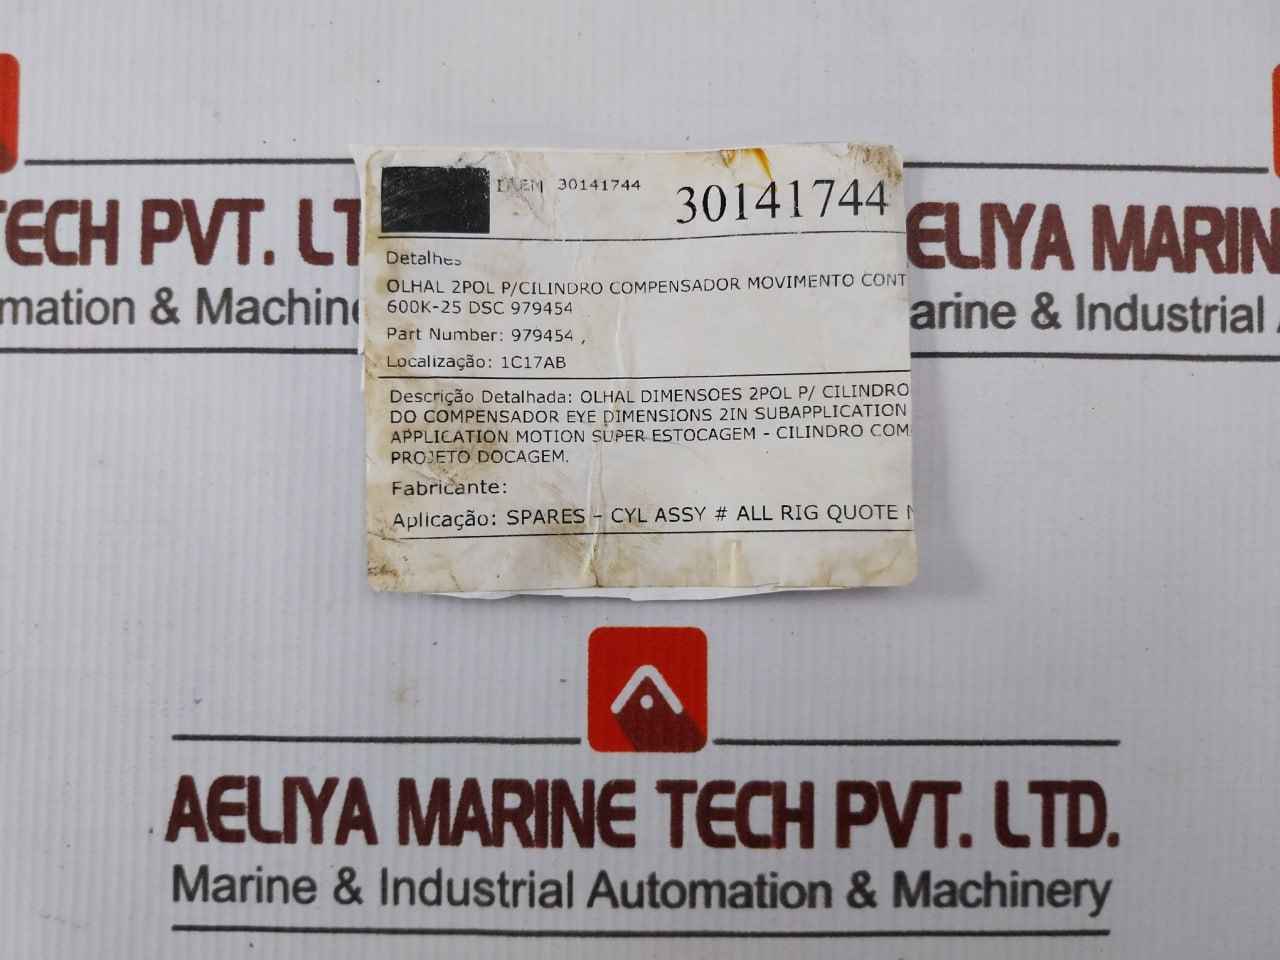 30141744
30141744
Detalhes
OLHAL 2POL P/CILINDRO COMPENSADOR MOVIMENTO CONT
600K-25 DSC 979454
Part Number: 979454 ,
Localização: 1C17AB
Descrição Detalhada: OLHAL DIMENSOES 2POL P/ CILINDRO
DO COMPENSADOR EYE DIMENSIONS 2IN SUBAPPLICATION
APPLICATION MOTION SUPER ESTOCAGEM - CILINDRO COM
PROJETO DOCAGEM.
Fabricante:
Aplicação: SPARES - CYL ASSY # ALL RIG QUOTE N
TECH PVT. LT
mation & Machin
ELIYA MARIN
arine & Industrial
AELIYA MARINE TECH PVT. LTD.
Marine & Industrial Automation & Machinery